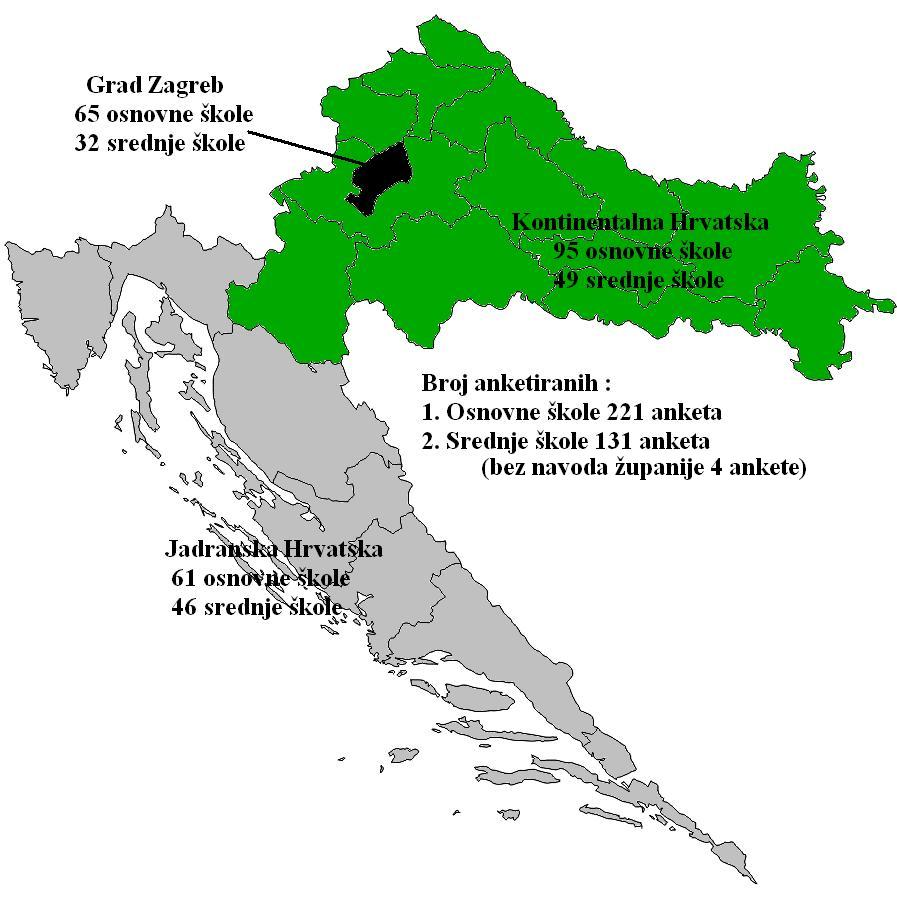 Grad Zagreb
65 osnovne škole
32 srednje škole
Kontinentalna Hrvatska
95 osnovne škole
49 srednje škole
Broj anketiranih :
1. Osnovne škole 221 anketa
2. Srednje škole 131 anketa
(bez navoda županije 4 ankete)
Jadranska Hrvatska
61 osnovne škole
46 srednje škole